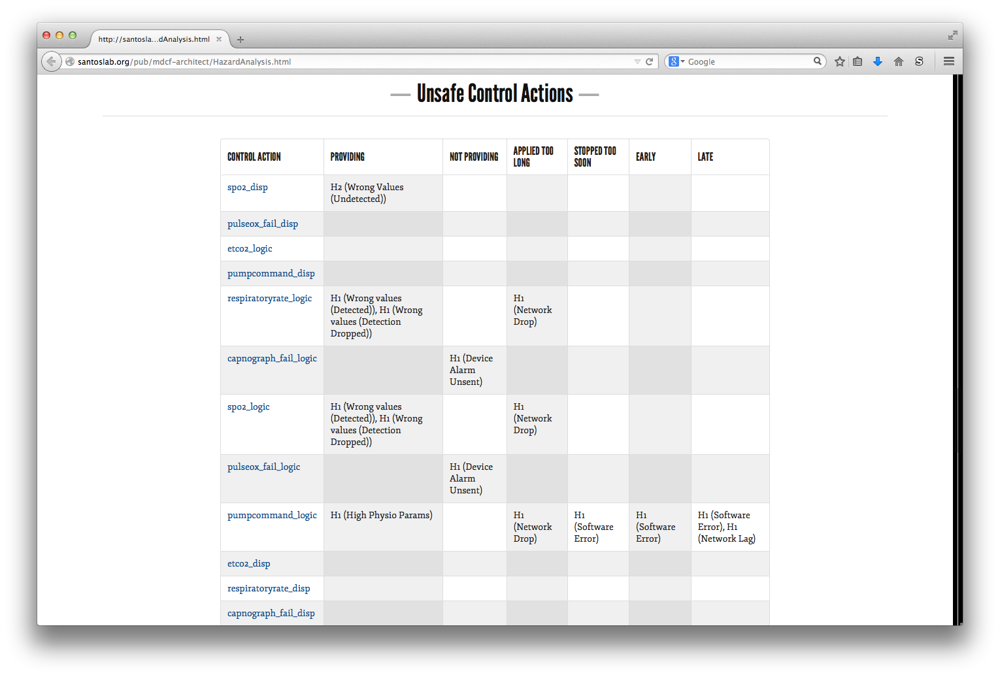 http://santosla...dAnalysis.html
santoslab.org/pub/mdcf-architect/HazardAnalysis.html
8
Google
S
— Unsafe Control Actions —
CONTROL ACTION PROVIDING NOT PROVIDING APPLIED TOO LONG STOPPED TOO SOON EARLY LATE
spo2_disp
H2 (Wrong Values
(Undetected))
pulseox_fail_disp
etco2_logic
pumpcommand_disp
respiratoryrate_logic
H1 (Wrong values
(Detected)), H1 (Wrong
values (Detection
Dropped))
H1
(Network
Drop)
capnograph_fail_logic
H1 (Device
Alarm
Unsent)
spo2_logic
H1 (Wrong values
(Detected)), H1 (Wrong
values (Detection
Dropped))
H1
(Network
Drop)
pulseox_fail_logic
H1 (Device
Alarm
Unsent)
pumpcommand_logic
H1 (High Physio Params)
H1
(Network
Drop)
H1
(Software
Error)
H1
(Software
Error)
H1 (Software
Error), H1
(Network Lag)
etco2_disp
respiratoryrate_disp
capnograph_fail_disp